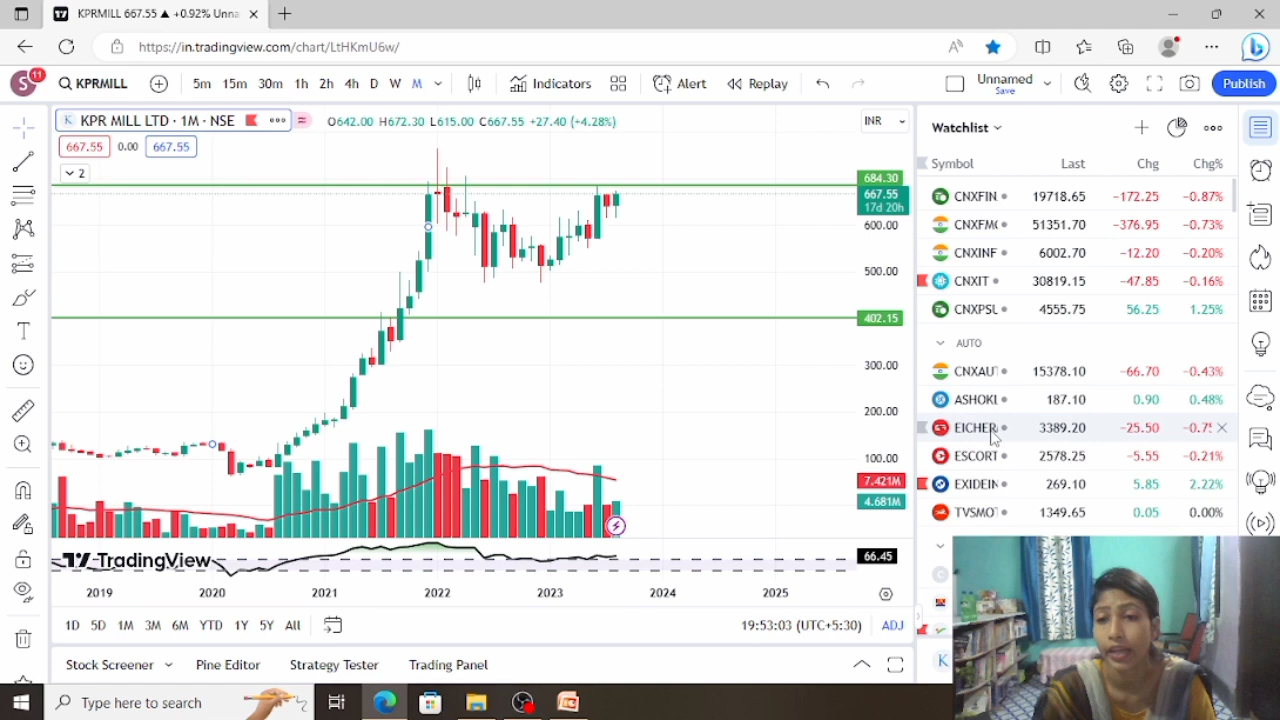 KPRMILL 667.55 ▲ +0.92% Unna
https://in.tradingview.com/chart/LtHKmU6w/
S 11 KPRMILL 5m 15m 30m 1h 2h 4h D W M Indicators Alert Replay Unnamed Save Publish
K KPR MILL LTD · 1M · NSE O642.00 H672.30 L615.00 C667.55 +27.40 (+4.28%) INR
667.55 0.00 667.55
2
684.30
667.55
17d 20h
600.00
500.00
402.15
300.00
200.00
100.00
7.421M
4.681M
TradingView 66.45
2019 2020 2021 2022 2023 2024 2025
1D 5D 1M 3M 6M YTD 1Y 5Y All 19:53:03 (UTC+5:30) ADJ
Stock Screener Pine Editor Strategy Tester Trading Panel
Watchlist
Symbol Last Chg Chg%
CNXFIN 19718.65 −172.25 −0.87%
CNXFM 51351.70 −376.95 −0.73%
CNXINF 6002.70 −12.20 −0.20%
CNXIT 30819.15 −47.85 −0.16%
CNXPSU 4555.75 56.25 1.25%
AUTO
CNXAU 15378.10 −66.70 −0.43%
ASHOKL 187.10 0.90 0.48%
EICHER 3389.20 −25.50
ESCORT 2578.25 −5.55 −0.21%
EXIDEIN 269.10 5.85 2.22%
TVSMO 1349.65 0.05 0.00%
K
Type here to search